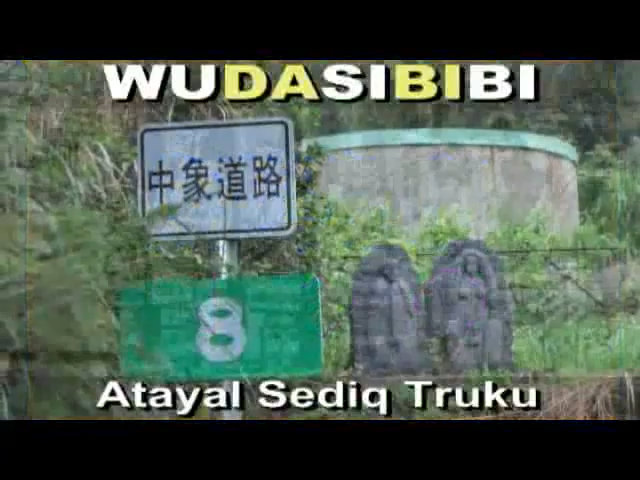 WUDASIBIBI
中象道路
8
Atayal Sediq Truku